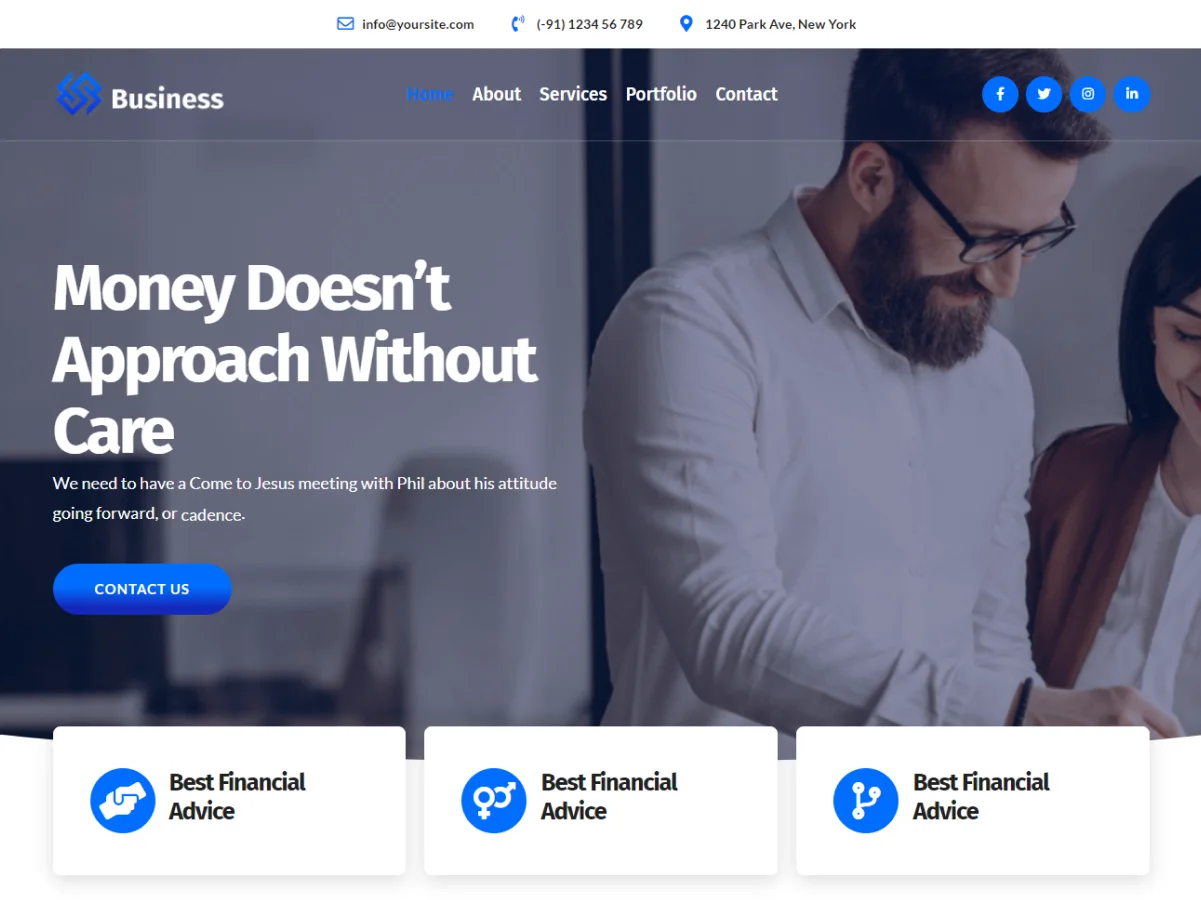 info@yoursite.com (-91) 1234 56 789 1240 Park Ave, New York
Business Home About Services Portfolio Contact
Money Doesn’t
Approach Without
Care
We need to have a Come to Jesus meeting with Phil about his attitude
going forward, or cadence.
CONTACT US
Best Financial
Advice
Best Financial
Advice
Best Financial
Advice